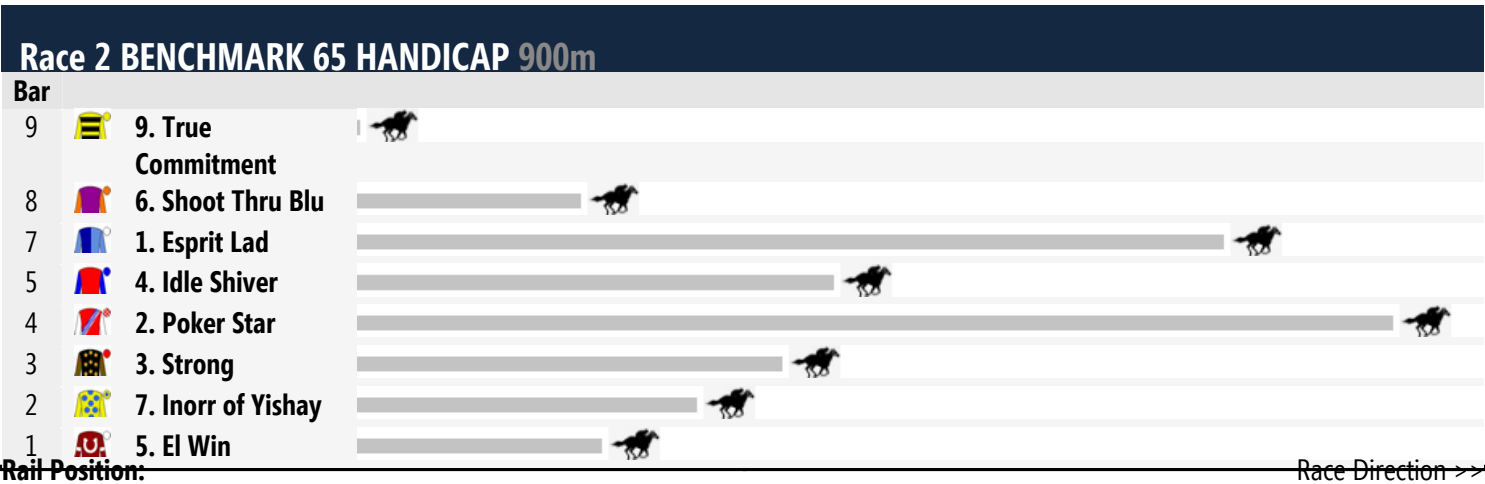 Race 2 BENCHMARK 65 HANDICAP 900m
Bar
9 9. True
Commitment
8 6. Shoot Thru Blu
7 1. Esprit Lad
5 4. Idle Shiver
4 2. Poker Star
3 3. Strong
2 7. Inorr of Yishay
1 5. El Win
Rail Position: Race Direction >>